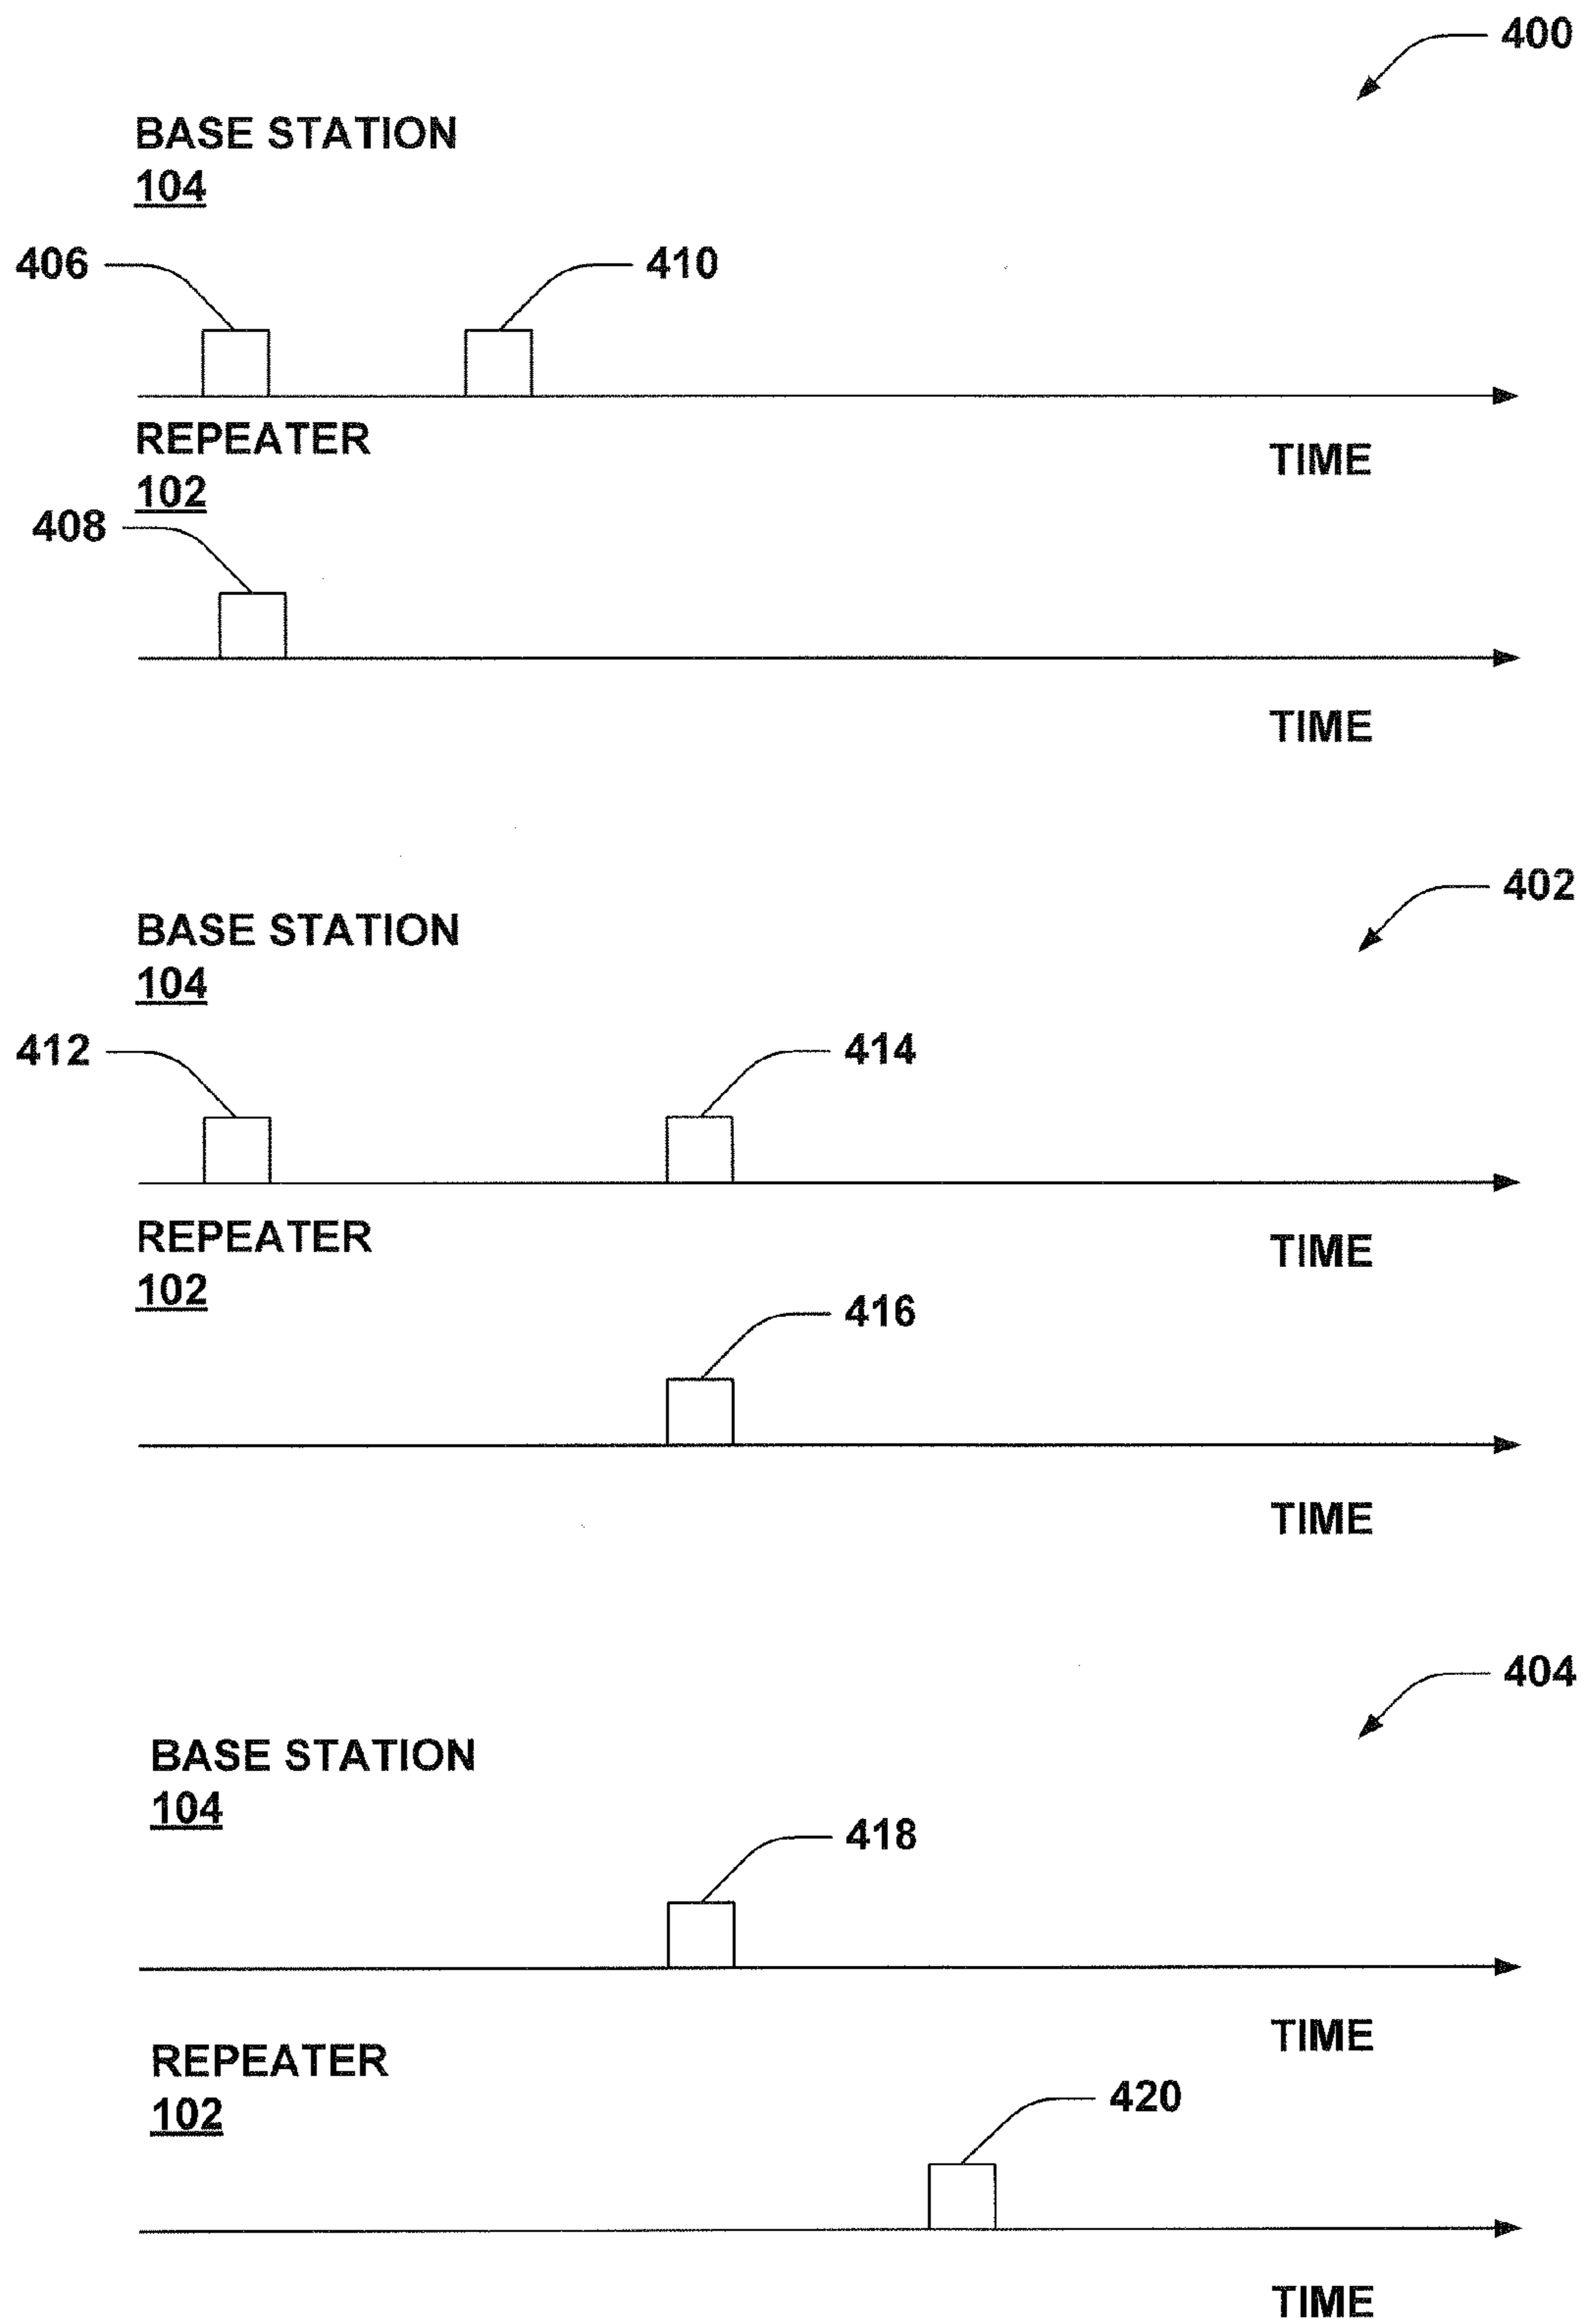 400
BASE STATION
104
406
410
REPEATER
102
TIME
408
TIME
402
BASE STATION
104
412
414
REPEATER
102
TIME
416
TIME
404
BASE STATION
104
418
TIME
REPEATER
102
420
TIME